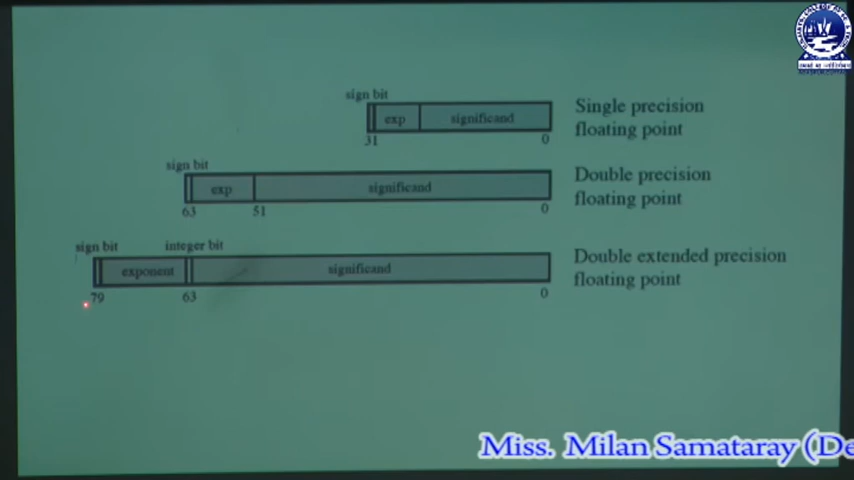 sign bit
exp significand
31 0
Single precision
floating point
sign bit
exp significand
63 51 0
Double precision
floating point
sign bit integer bit
exponent significand
79 63 0
Double extended precision
floating point
Miss. Milan Samataray (De